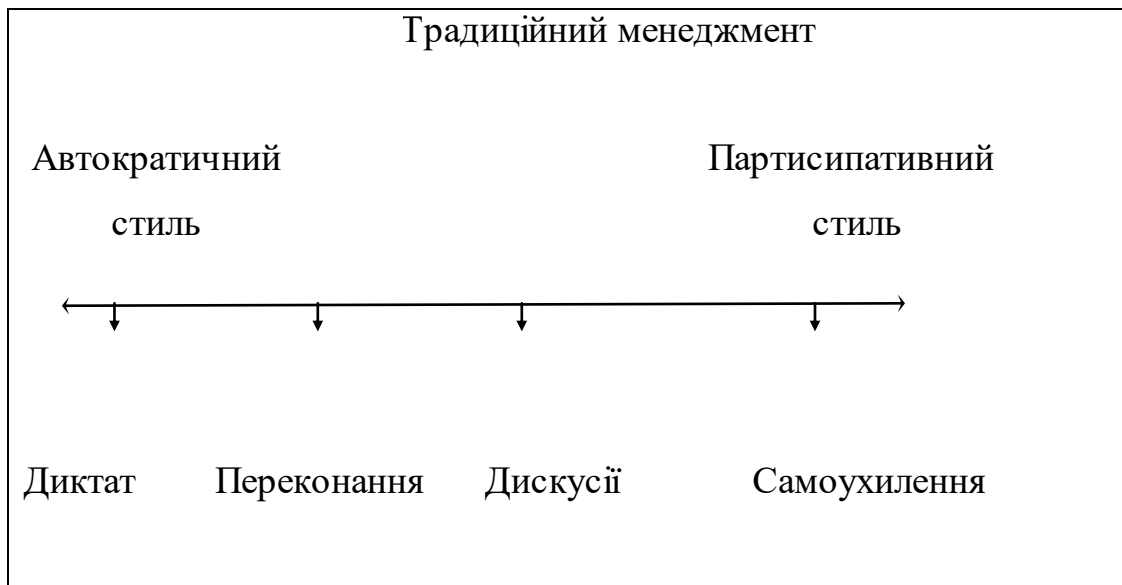 Традиційний менеджмент
Автократичний Партисипативний
стиль стиль
Диктат Переконання Дискусії Самоухилення